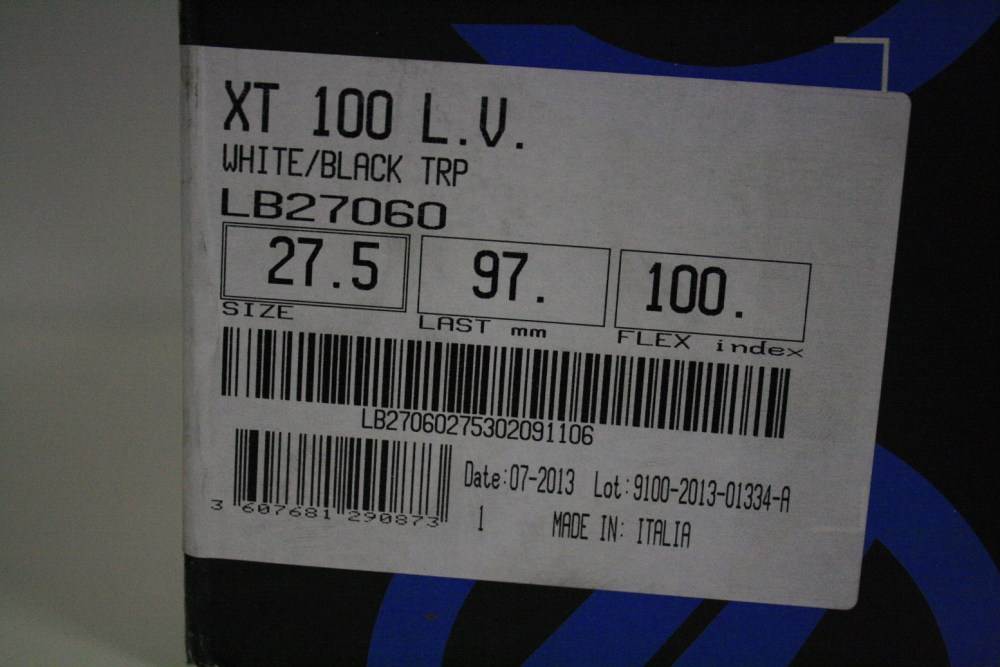 XT 100 L.V.
WHITE/BLACK TRP
LB27060
27.5 97. 100.
SIZE LAST mm FLEX index
LB27060275302091106
Date:07-2013 Lot:9100-2013-01334-A
3 607681 290873
1 MADE IN: ITALIA